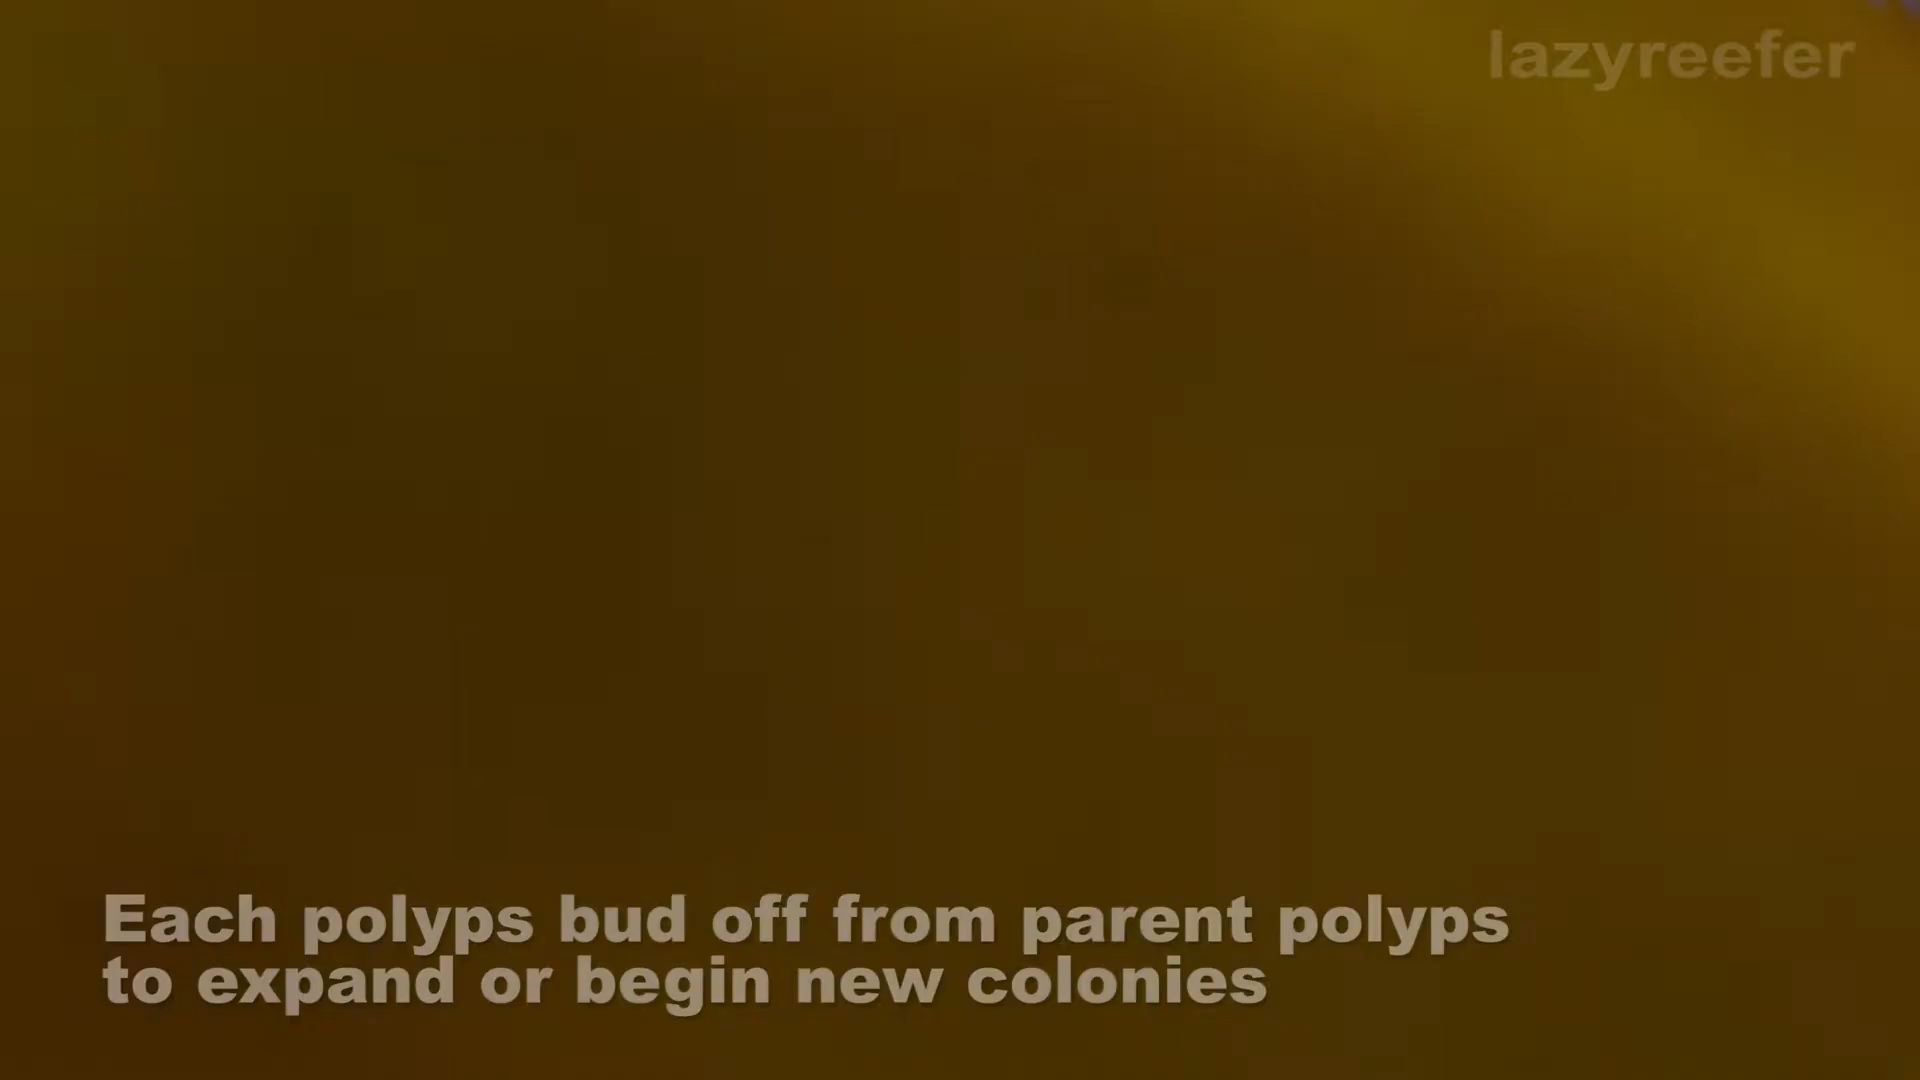 lazyreefer
Each polyps bud off from parent polyps
to expand or begin new colonies